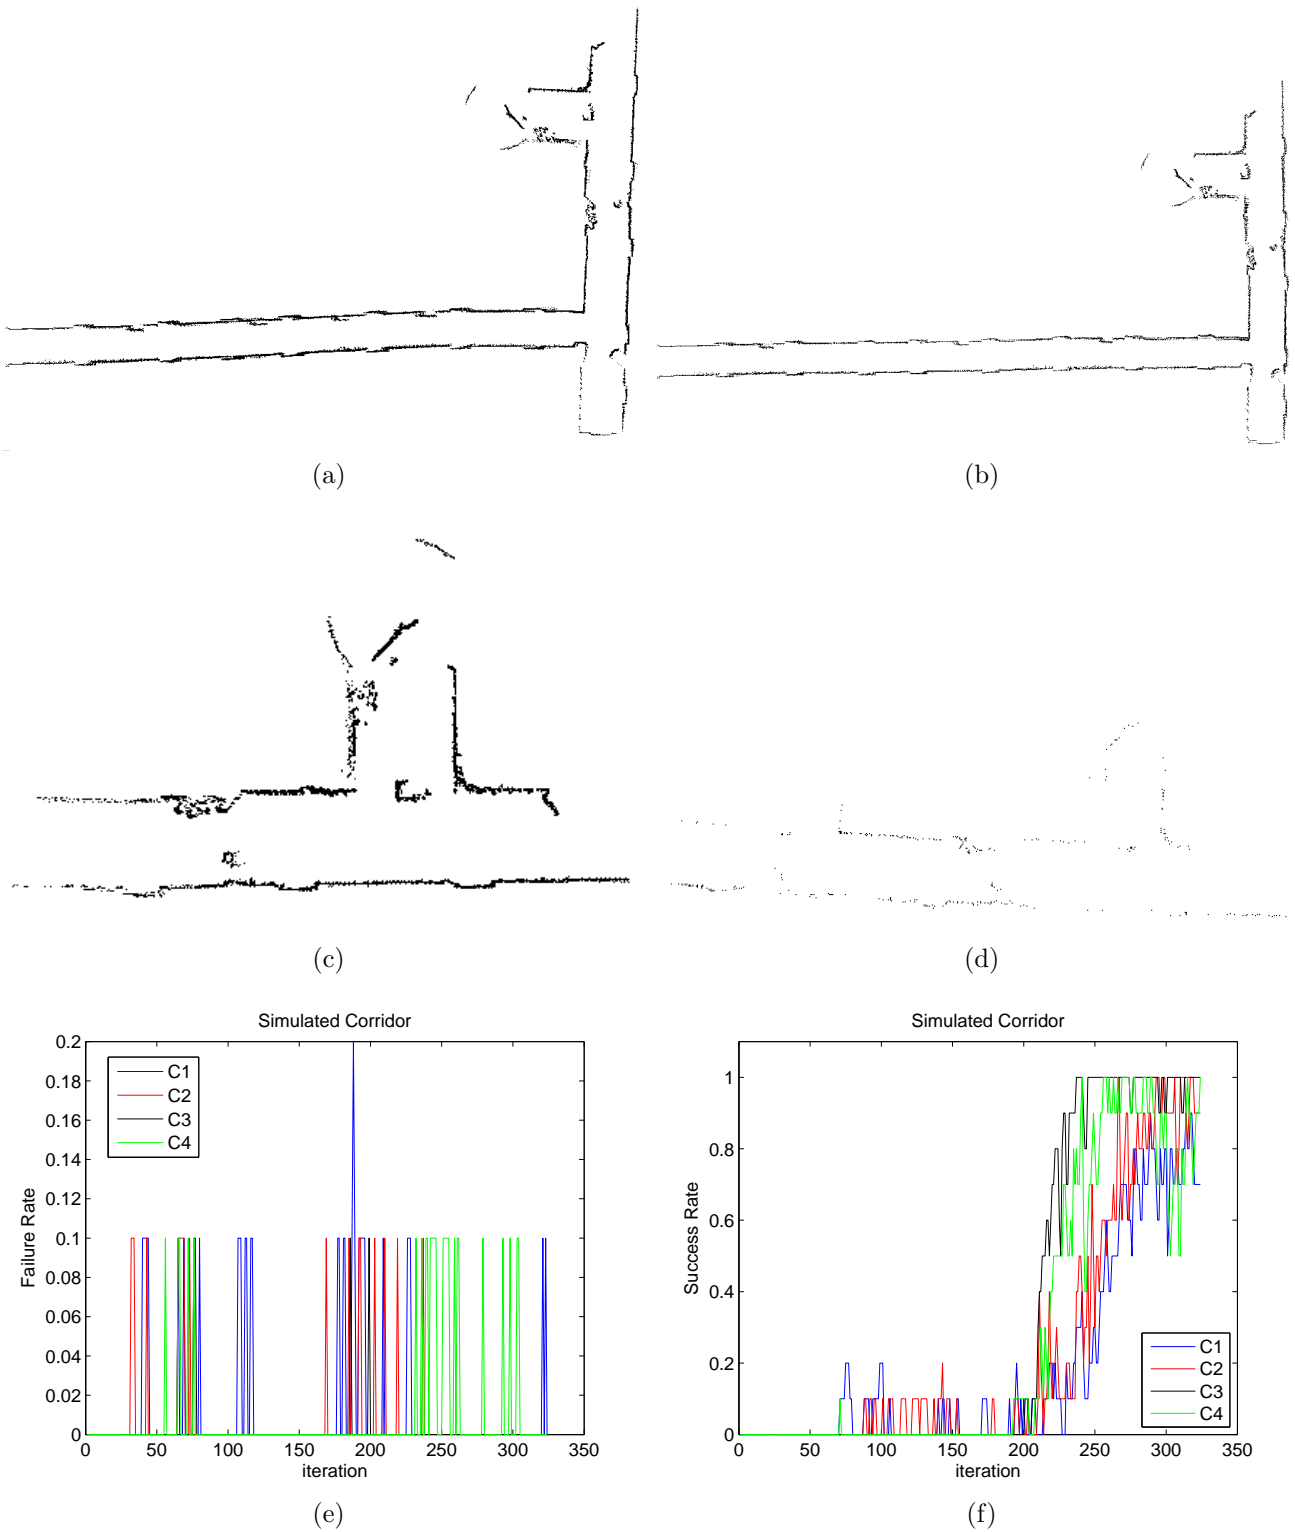 (a)
(b)
(c)
(d)
Simulated Corridor
0.2
0.18
0.16
0.14
0.12
0.1
0.08
0.06
0.04
0.02
0
Failure Rate
C1
C2
C3
C4
0 50 100 150 200 250 300 350
iteration
(e)
Simulated Corridor
1
0.8
0.6
0.4
0.2
0
Success Rate
C1
C2
C3
C4
0 50 100 150 200 250 300 350
iteration
(f)